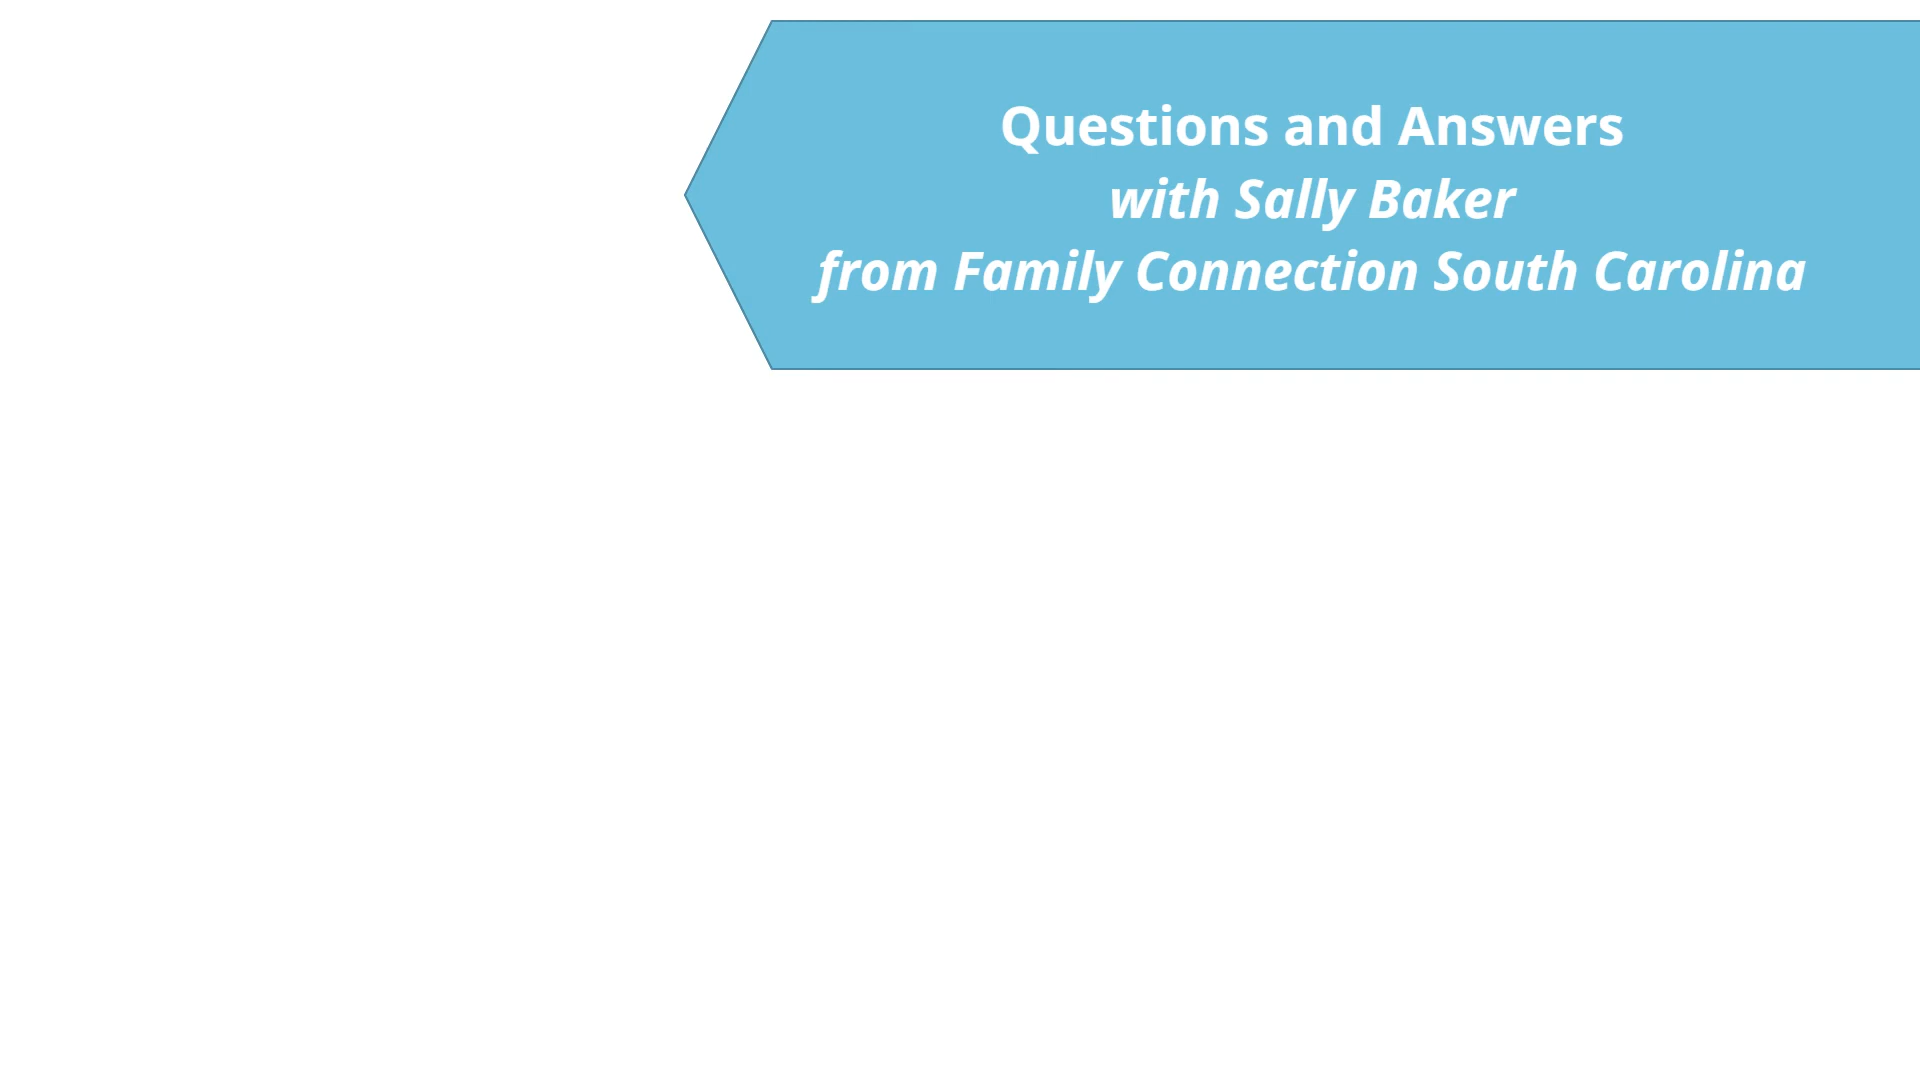 Questions and Answers
with Sally Baker
from Family Connection South Carolina